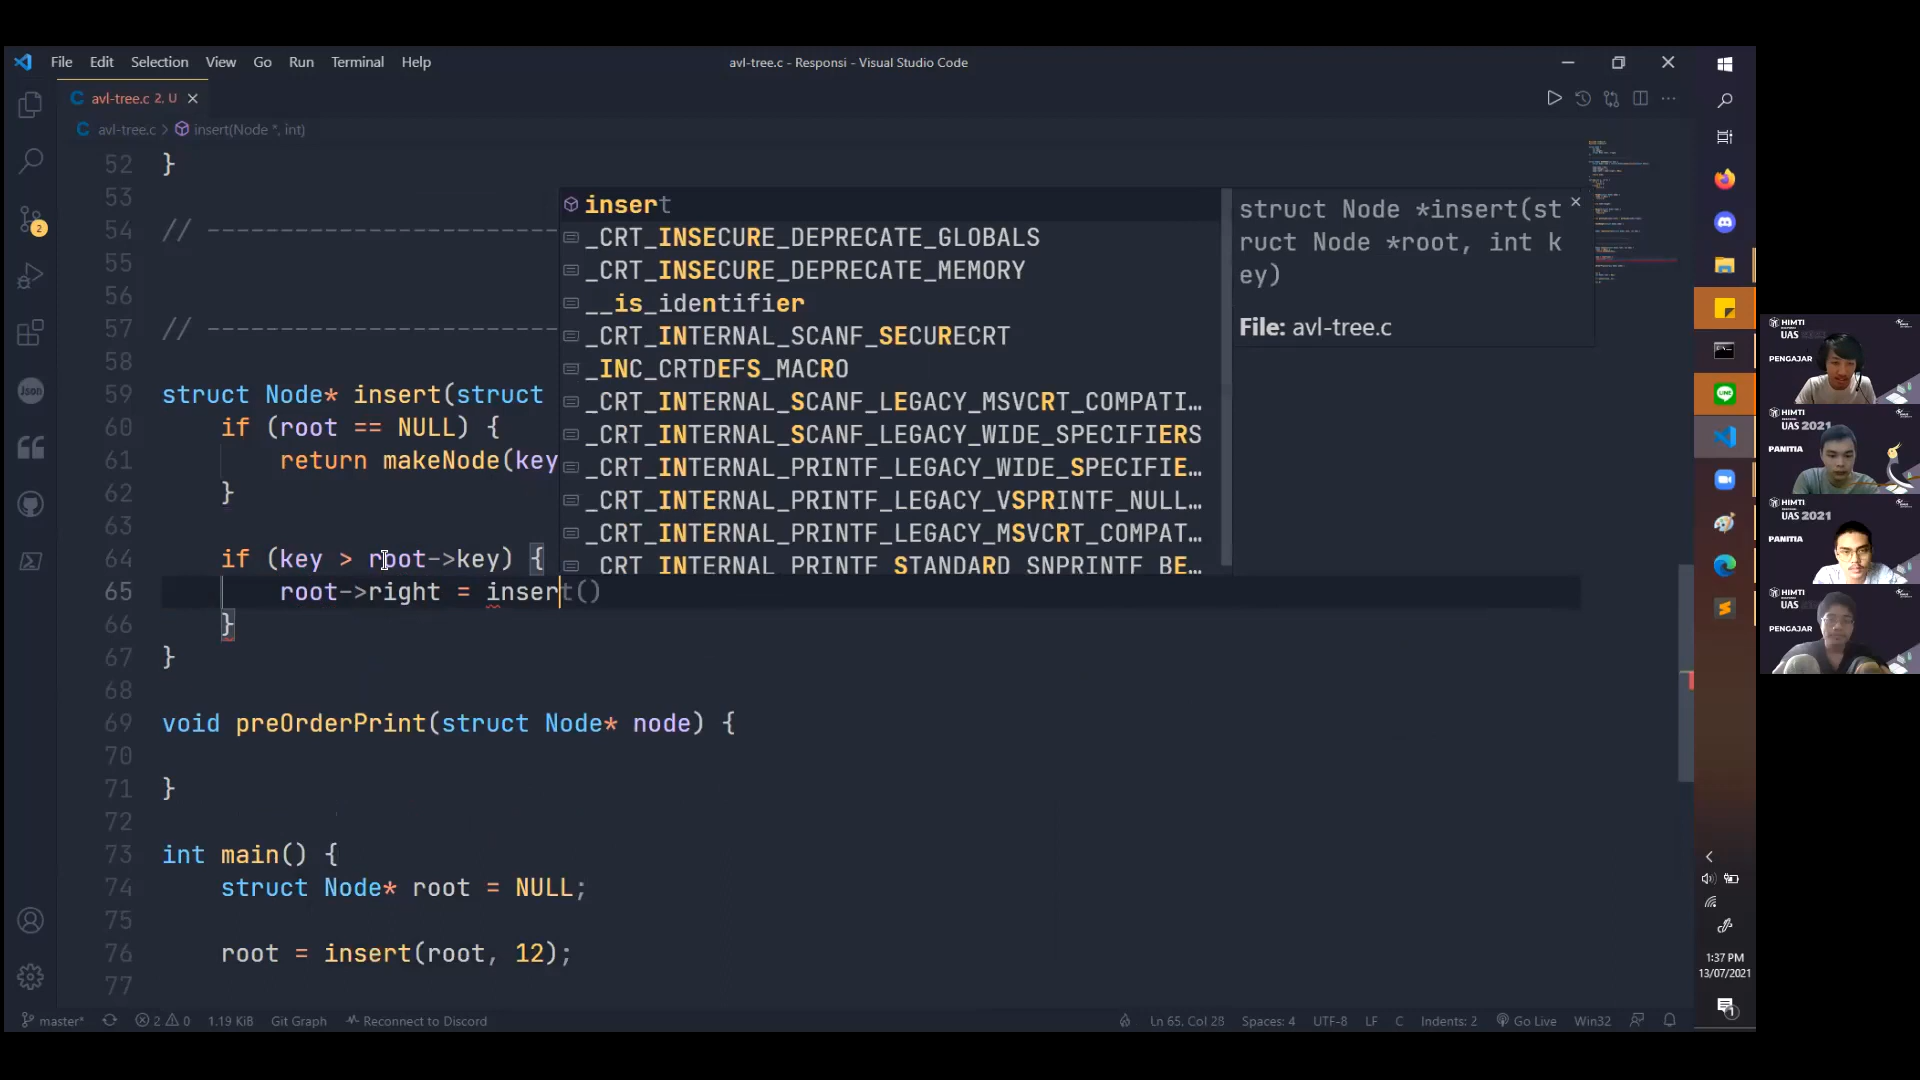 File Edit Selection View Go Run Terminal Help
avl-tree.c - Responsi - Visual Studio Code
avl-tree.c 2, U
avl-tree.c > insert(Node *, int)
52 }
53
54 // ------------------------
55
56
57 // ------------------------
58
59 struct Node* insert(struct
60 if (root == NULL) {
61 return makeNode(key
62 }
63
64 if (key > root->key) {
65 root->right = insert()
66 }
67 }
68
69 void preOrderPrint(struct Node* node) {
70
71 }
72
73 int main() {
74 struct Node* root = NULL;
75
76 root = insert(root, 12);
77
insert
_CRT_INSECURE_DEPRECATE_GLOBALS
_CRT_INSECURE_DEPRECATE_MEMORY
__is_identifier
_CRT_INTERNAL_SCANF_SECURECRT
_INC_CRTDEFS_MACRO
_CRT_INTERNAL_SCANF_LEGACY_MSVCRT_COMPATI...
_CRT_INTERNAL_SCANF_LEGACY_WIDE_SPECIFIERS
_CRT_INTERNAL_PRINTF_LEGACY_WIDE_SPECIFIE...
_CRT_INTERNAL_PRINTF_LEGACY_VSPRINTF_NULL...
_CRT_INTERNAL_PRINTF_LEGACY_MSVCRT_COMPAT...
_CRT_INTERNAL_PRINTF_STANDARD_SNPRINTF_BE...
struct Node *insert(st
ruct Node *root, int k
ey)
File: avl-tree.c
Json
2
master* 2 0 1.19 KiB Git Graph Reconnect to Discord
Ln 65, Col 28 Spaces: 4 UTF-8 LF C Indents: 2 Go Live Win32
1:37 PM
13/07/2021
1
HIMTI
UAS
PENGAJAR
HIMTI
UAS 2021
PANITIA
HIMTI
UAS 2021
PANITIA
HIMTI
UAS
PENGAJAR